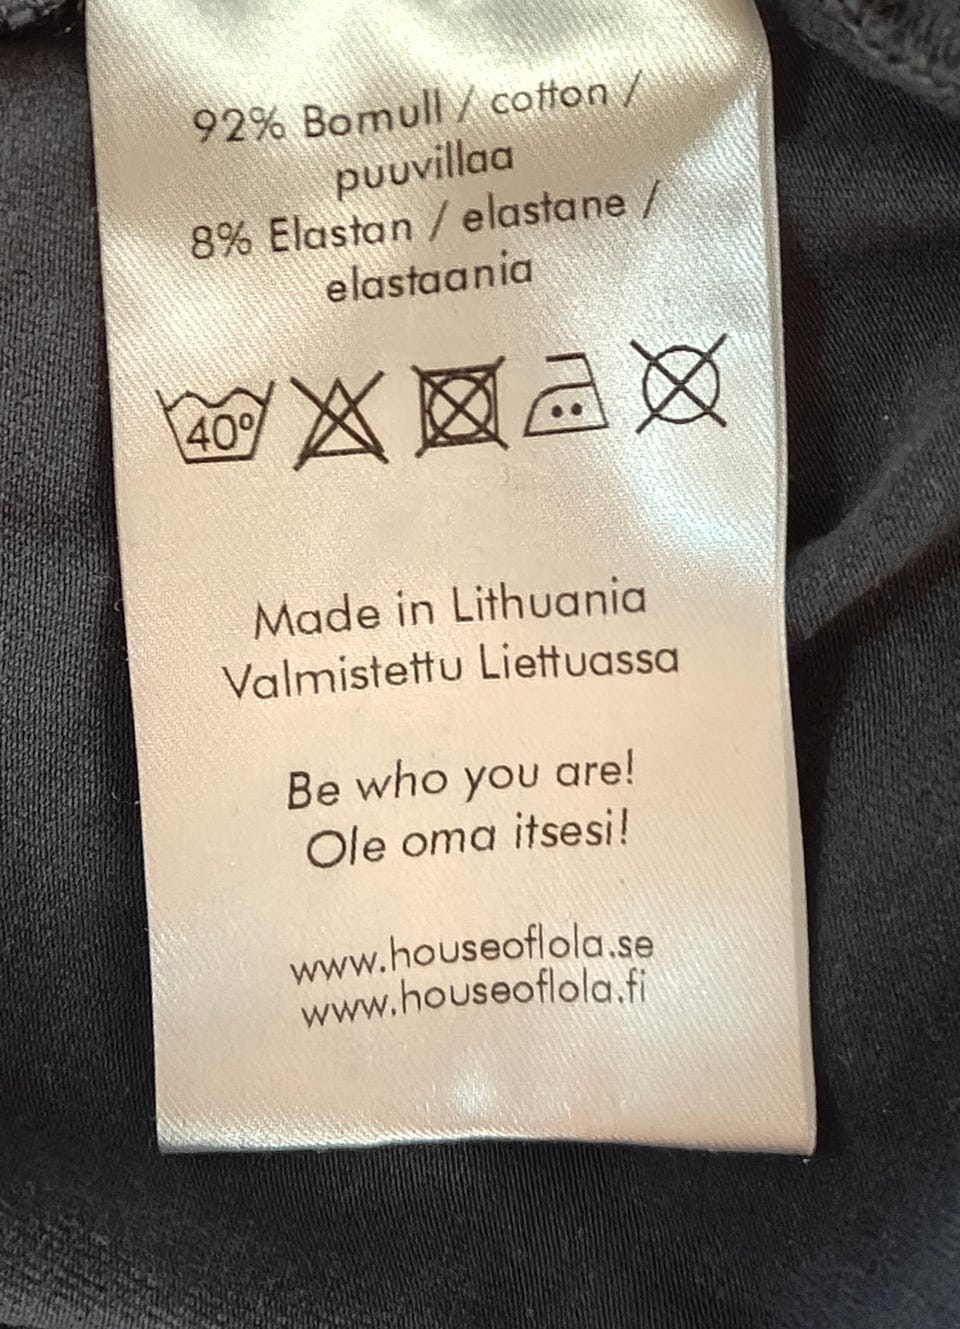 92% Bomull / cotton /
puuvillaa
8% Elastan / elastane /
elastaania
40º
Made in Lithuania
Valmistettu Liettuassa
Be who you are!
Ole oma itsesi!
www.houseoflola.se
www.houseoflola.fi